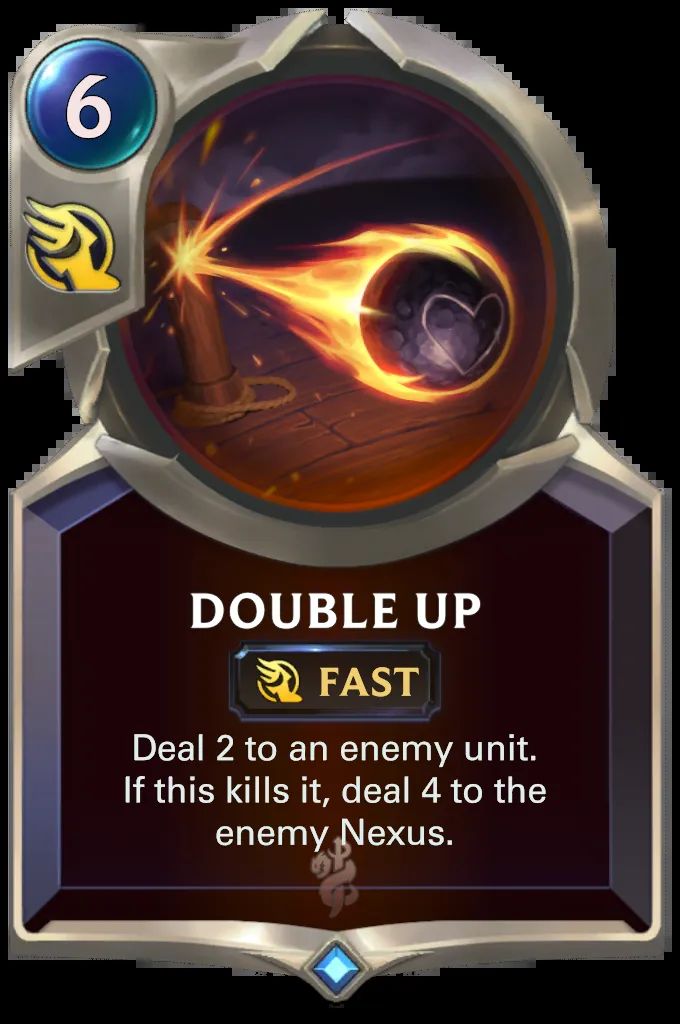 6
DOUBLE UP
FAST
Deal 2 to an enemy unit.
If this kills it, deal 4 to the
enemy Nexus.